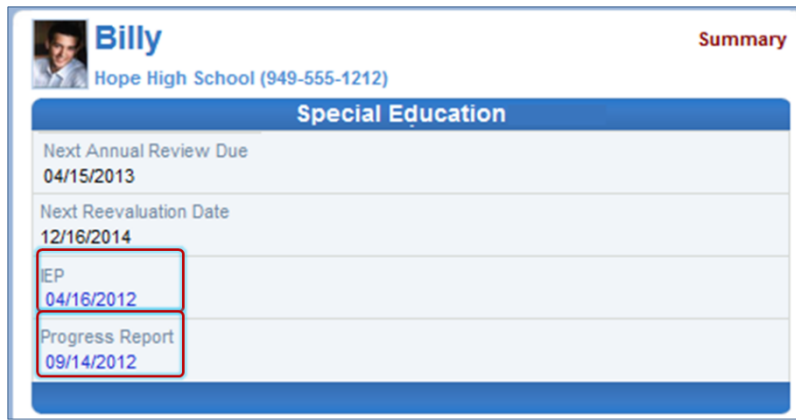 Billy
Summary
Hope High School (949-555-1212)
Special Education
Next Annual Review Due
04/15/2013
Next Reevaluation Date
12/16/2014
IEP
04/16/2012
Progress Report
09/14/2012